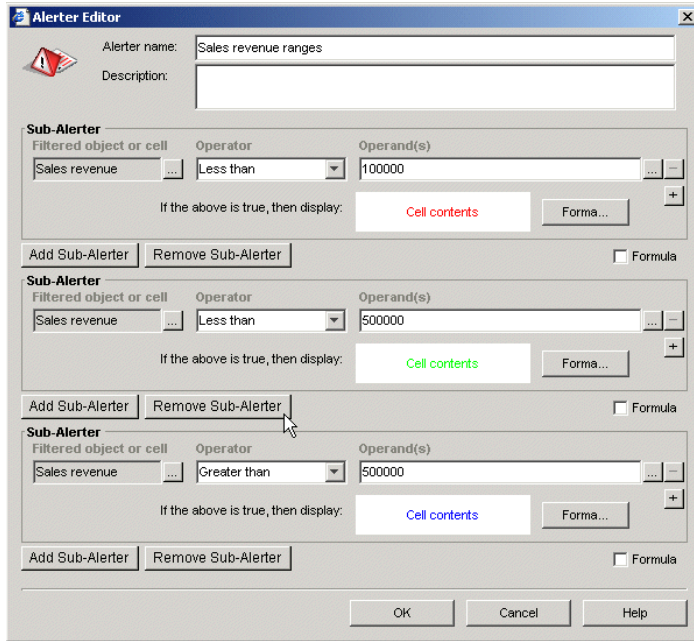 Alerter Editor
Alerter name: Sales revenue ranges
Description:
Sub-Alerter
Filtered object or cell Operator Operand(s)
Sales revenue ... Less than 100000 ... –
+
If the above is true, then display: Cell contents Forma...
Add Sub-Alerter Remove Sub-Alerter Formula
Sub-Alerter
Filtered object or cell Operator Operand(s)
Sales revenue ... Less than 500000 ... –
+
If the above is true, then display: Cell contents Forma...
Add Sub-Alerter Remove Sub-Alerter Formula
Sub-Alerter
Filtered object or cell Operator Operand(s)
Sales revenue ... Greater than 500000 ... –
+
If the above is true, then display: Cell contents Forma...
Add Sub-Alerter Remove Sub-Alerter Formula
OK Cancel Help